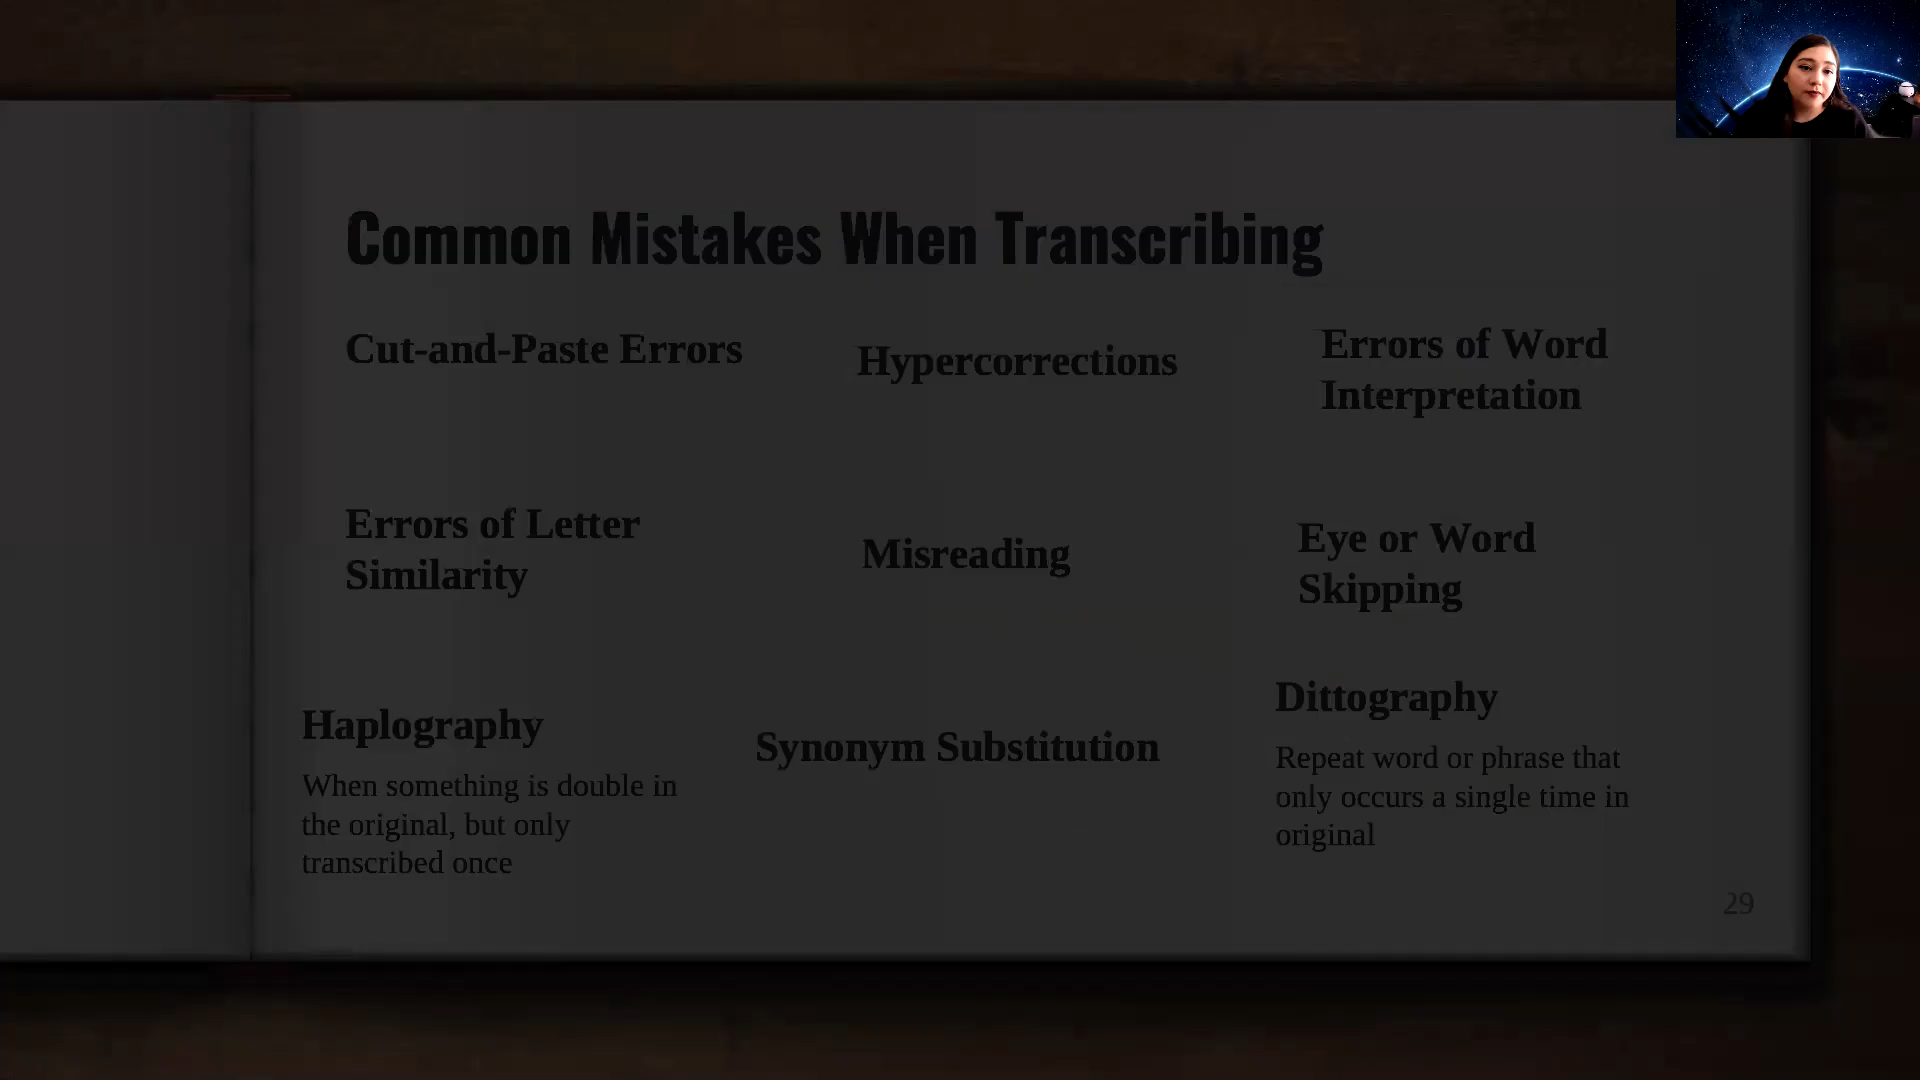 Common Mistakes When Transcribing
Cut-and-Paste Errors
Hypercorrections
Errors of Word
Interpretation
Errors of Letter
Similarity
Misreading
Eye or Word
Skipping
Haplography
When something is double in
the original, but only
transcribed once
Synonym Substitution
Dittography
Repeat word or phrase that
only occurs a single time in
original
29